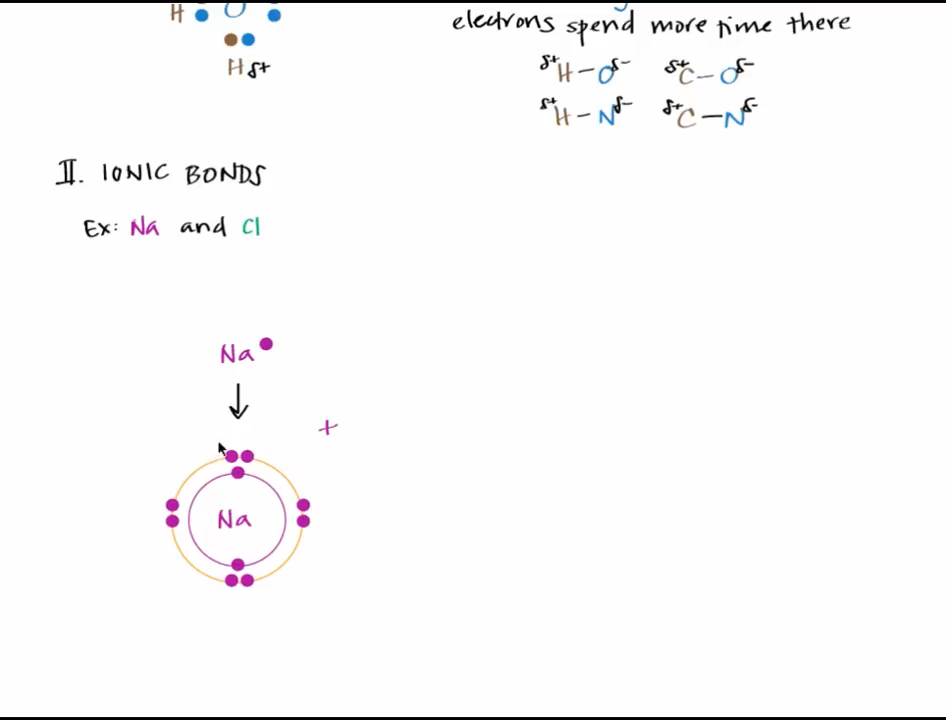 H O
H δ+
electrons spend more time there
δ+H – Oδ- δ+C – Oδ-
δ+H – Nδ- δ+C – Nδ-
II. IONIC BONDS
Ex: Na and Cl
Na
+
Na